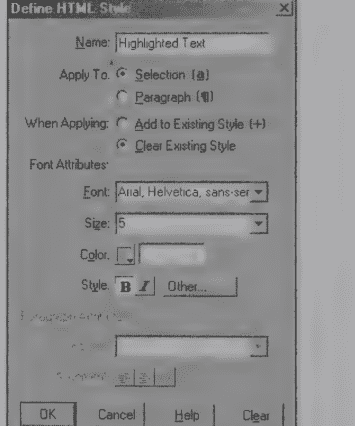 Define HTML Style
Name: Highlighted Text
Apply To: Selection (a)
Paragraph (¶)
When Applying: Add to Existing Style (+)
Clear Existing Style
Font Attributes:
Font: Arial, Helvetica, sans-ser
Size: 5
Color:
Style: B I Other...
OK Cancel Help Clear